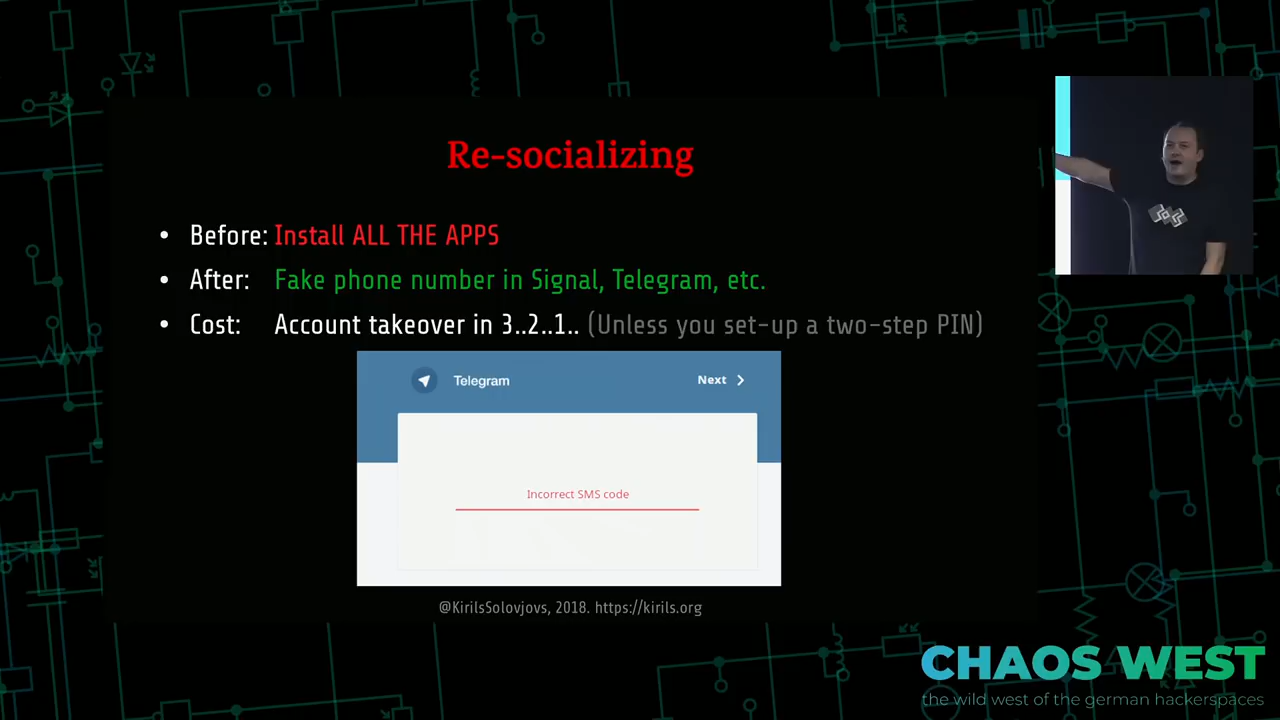 Re-socializing
• Before: Install ALL THE APPS
• After: Fake phone number in Signal, Telegram, etc.
• Cost: Account takeover in 3..2..1.. (Unless you set-up a two-step PIN)
Telegram
Next
Incorrect SMS code
@KirilsSolovjovs, 2018. https://kirils.org
CHAOS WEST
the wild west of the german hackerspaces